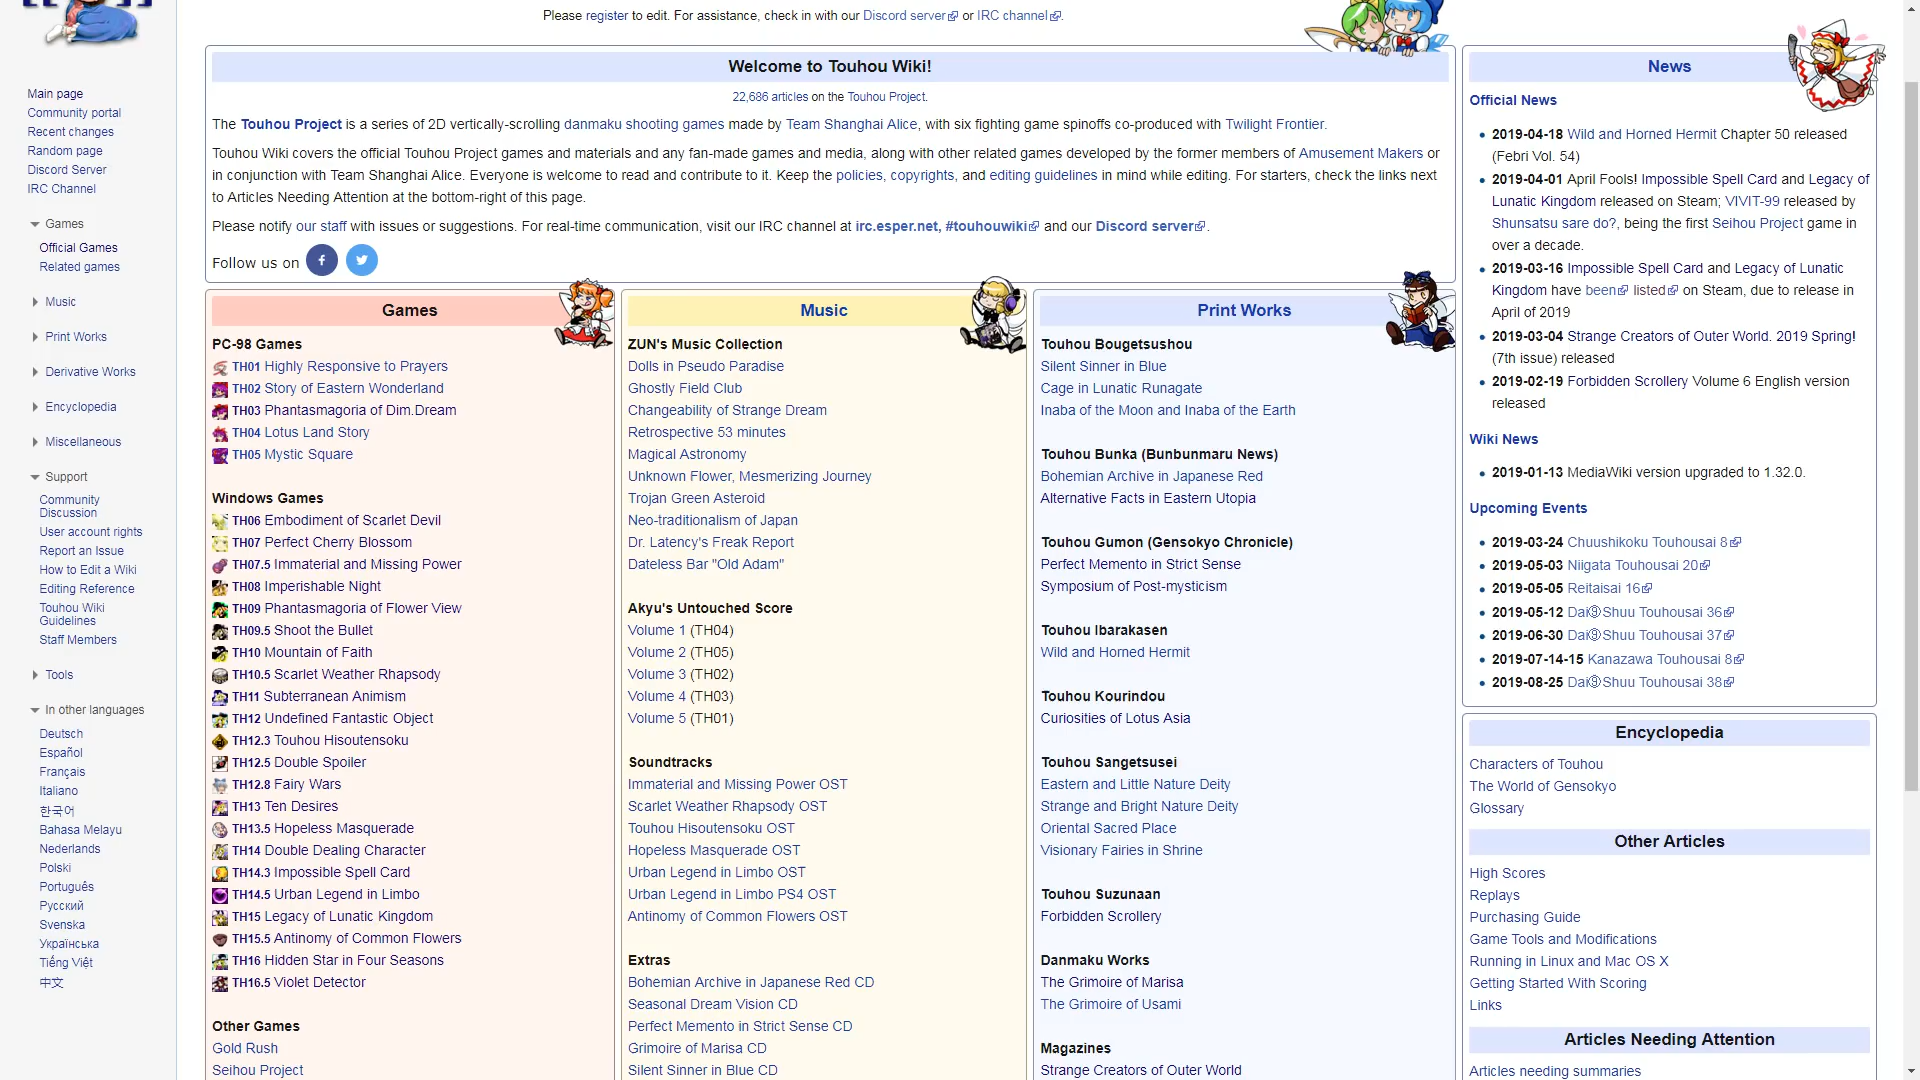 Please register to edit. For assistance, check in with our Discord server or IRC channel.
Main page
Community portal
Recent changes
Random page
Discord Server
IRC Channel
Games
Official Games
Related games
Music
Print Works
Derivative Works
Encyclopedia
Miscellaneous
Support
Community
Discussion
User account rights
Report an Issue
How to Edit a Wiki
Editing Reference
Touhou Wiki
Guidelines
Staff Members
Tools
In other languages
Deutsch
Español
Français
Italiano
한국어
Bahasa Melayu
Nederlands
Polski
Português
Русский
Svenska
Українська
Tiếng Việt
中文
Welcome to Touhou Wiki!
22,686 articles on the Touhou Project.
The Touhou Project is a series of 2D vertically-scrolling danmaku shooting games made by Team Shanghai Alice, with six fighting game spinoffs co-produced with Twilight Frontier.
Touhou Wiki covers the official Touhou Project games and materials and any fan-made games and media, along with other related games developed by the former members of Amusement Makers or
in conjunction with Team Shanghai Alice. Everyone is welcome to read and contribute to it. Keep the policies, copyrights, and editing guidelines in mind while editing. For starters, check the links next
to Articles Needing Attention at the bottom-right of this page.
Please notify our staff with issues or suggestions. For real-time communication, visit our IRC channel at irc.esper.net, #touhouwiki and our Discord server.
Follow us on
Games
PC-98 Games
TH01 Highly Responsive to Prayers
TH02 Story of Eastern Wonderland
TH03 Phantasmagoria of Dim.Dream
TH04 Lotus Land Story
TH05 Mystic Square
Windows Games
TH06 Embodiment of Scarlet Devil
TH07 Perfect Cherry Blossom
TH07.5 Immaterial and Missing Power
TH08 Imperishable Night
TH09 Phantasmagoria of Flower View
TH09.5 Shoot the Bullet
TH10 Mountain of Faith
TH10.5 Scarlet Weather Rhapsody
TH11 Subterranean Animism
TH12 Undefined Fantastic Object
TH12.3 Touhou Hisoutensoku
TH12.5 Double Spoiler
TH12.8 Fairy Wars
TH13 Ten Desires
TH13.5 Hopeless Masquerade
TH14 Double Dealing Character
TH14.3 Impossible Spell Card
TH14.5 Urban Legend in Limbo
TH15 Legacy of Lunatic Kingdom
TH15.5 Antinomy of Common Flowers
TH16 Hidden Star in Four Seasons
TH16.5 Violet Detector
Other Games
Gold Rush
Seihou Project
Music
ZUN's Music Collection
Dolls in Pseudo Paradise
Ghostly Field Club
Changeability of Strange Dream
Retrospective 53 minutes
Magical Astronomy
Unknown Flower, Mesmerizing Journey
Trojan Green Asteroid
Neo-traditionalism of Japan
Dr. Latency's Freak Report
Dateless Bar "Old Adam"
Akyu's Untouched Score
Volume 1 (TH04)
Volume 2 (TH05)
Volume 3 (TH02)
Volume 4 (TH03)
Volume 5 (TH01)
Soundtracks
Immaterial and Missing Power OST
Scarlet Weather Rhapsody OST
Touhou Hisoutensoku OST
Hopeless Masquerade OST
Urban Legend in Limbo OST
Urban Legend in Limbo PS4 OST
Antinomy of Common Flowers OST
Extras
Bohemian Archive in Japanese Red CD
Seasonal Dream Vision CD
Perfect Memento in Strict Sense CD
Grimoire of Marisa CD
Silent Sinner in Blue CD
Print Works
Touhou Bougetsushou
Silent Sinner in Blue
Cage in Lunatic Runagate
Inaba of the Moon and Inaba of the Earth
Touhou Bunka (Bunbunmaru News)
Bohemian Archive in Japanese Red
Alternative Facts in Eastern Utopia
Touhou Gumon (Gensokyo Chronicle)
Perfect Memento in Strict Sense
Symposium of Post-mysticism
Touhou Ibarakasen
Wild and Horned Hermit
Touhou Kourindou
Curiosities of Lotus Asia
Touhou Sangetsusei
Eastern and Little Nature Deity
Strange and Bright Nature Deity
Oriental Sacred Place
Visionary Fairies in Shrine
Touhou Suzunaan
Forbidden Scrollery
Danmaku Works
The Grimoire of Marisa
The Grimoire of Usami
Magazines
Strange Creators of Outer World
News
Official News
2019-04-18 Wild and Horned Hermit Chapter 50 released
(Febri Vol. 54)
2019-04-01 April Fools! Impossible Spell Card and Legacy of
Lunatic Kingdom released on Steam; VIVIT-99 released by
Shunsatsu sare do?, being the first Seihou Project game in
over a decade.
2019-03-16 Impossible Spell Card and Legacy of Lunatic
Kingdom have been listed on Steam, due to release in
April of 2019
2019-03-04 Strange Creators of Outer World. 2019 Spring!
(7th issue) released
2019-02-19 Forbidden Scrollery Volume 6 English version
released
Wiki News
2019-01-13 MediaWiki version upgraded to 1.32.0.
Upcoming Events
2019-03-24 Chuushikoku Touhousai 8
2019-05-03 Niigata Touhousai 20
2019-05-05 Reitaisai 16
2019-05-12 Dai⑨Shuu Touhousai 36
2019-06-30 Dai⑨Shuu Touhousai 37
2019-07-14-15 Kanazawa Touhousai 8
2019-08-25 Dai⑨Shuu Touhousai 38
Encyclopedia
Characters of Touhou
The World of Gensokyo
Glossary
Other Articles
High Scores
Replays
Purchasing Guide
Game Tools and Modifications
Running in Linux and Mac OS X
Getting Started With Scoring
Links
Articles Needing Attention
Articles needing summaries